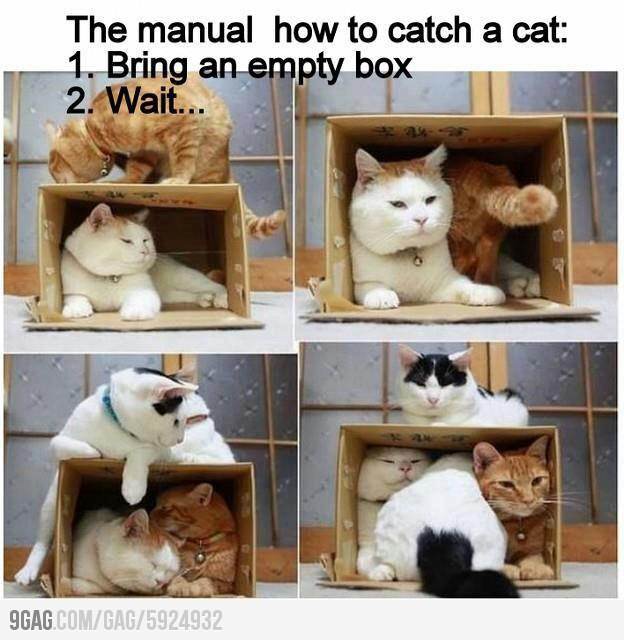 The manual how to catch a cat:
1. Bring an empty box
2. Wait...
9GAG.COM/GAG/5924932